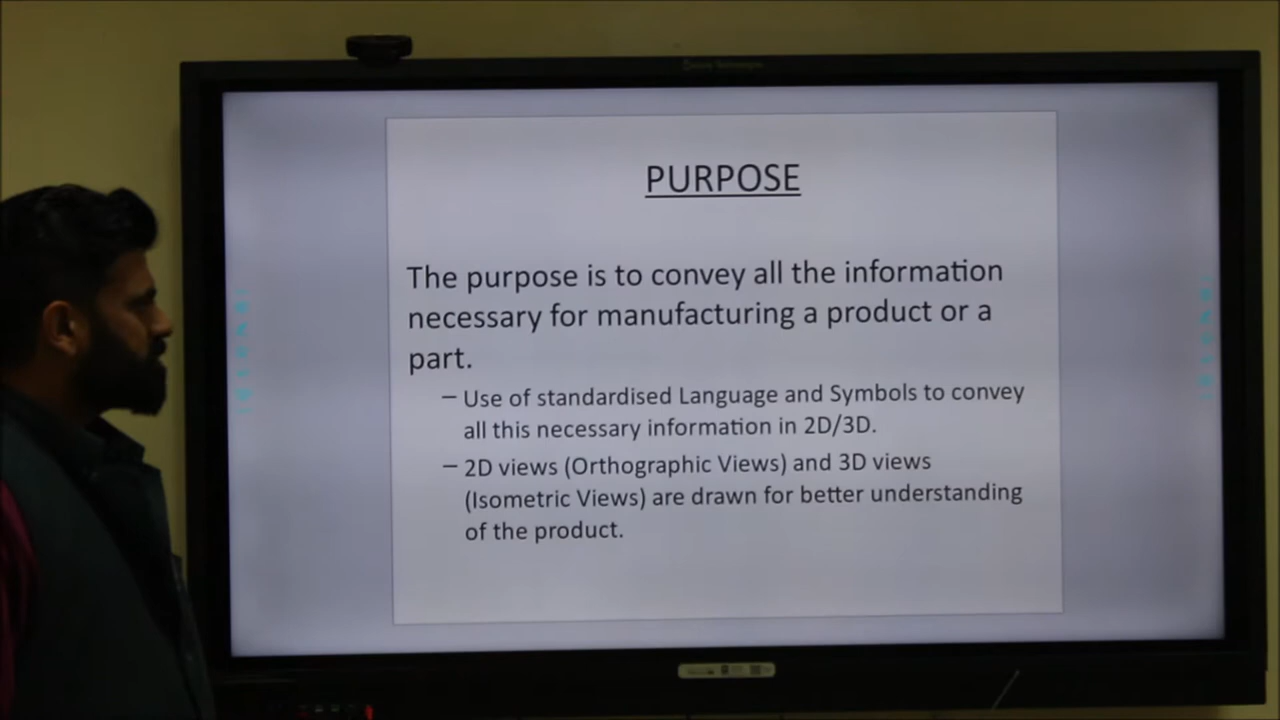 PURPOSE
The purpose is to convey all the information
necessary for manufacturing a product or a
part.
– Use of standardised Language and Symbols to convey
all this necessary information in 2D/3D.
– 2D views (Orthographic Views) and 3D views
(Isometric Views) are drawn for better understanding
of the product.